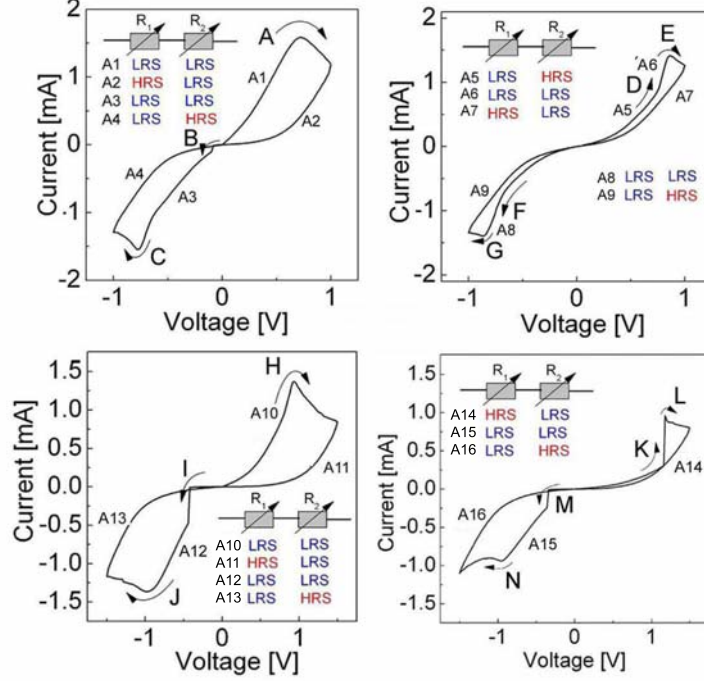 2
R1 R2
A
A1 LRS LRS
A2 HRS LRS
A3 LRS LRS
A4 LRS HRS
1
A1
A2
B
0
A4
A3
-1
C
-2
-1 0 1
Voltage [V]
Current [mA]
2
R1 R2
E
A5 LRS HRS
A6 LRS LRS
A7 HRS LRS
A6
D
1
A5
A7
0
A8 LRS LRS
A9 LRS HRS
A9
F
-1
A8
G
-2
-1 0 1
Voltage [V]
Current [mA]
1.5
H
1.0
A10
0.5
I
A11
0.0
R1 R2
A13
-0.5
A12
A10 LRS LRS
A11 HRS LRS
A12 LRS LRS
A13 LRS HRS
-1.0
J
-1.5
-1 0 1
Voltage [V]
Current [mA]
1.5
R1 R2
L
A14 HRS LRS
A15 LRS LRS
A16 LRS HRS
1.0
K
0.5
A14
0.0
M
A16
-0.5
A15
-1.0
N
-1.5
-1 0 1
Voltage [V]
Current [mA]